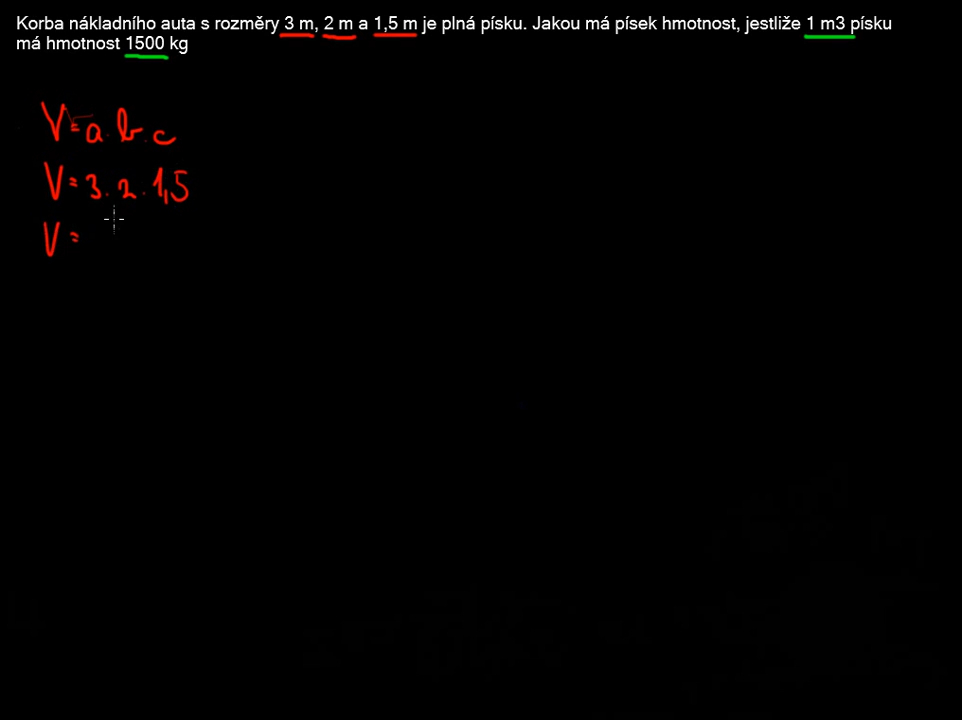 Korba nákladního auta s rozměry 3 m, 2 m a 1,5 m je plná písku. Jakou má písek hmotnost, jestliže 1 m3 písku
má hmotnost 1500 kg
V=a.b.c
V=3.2.1,5
V=